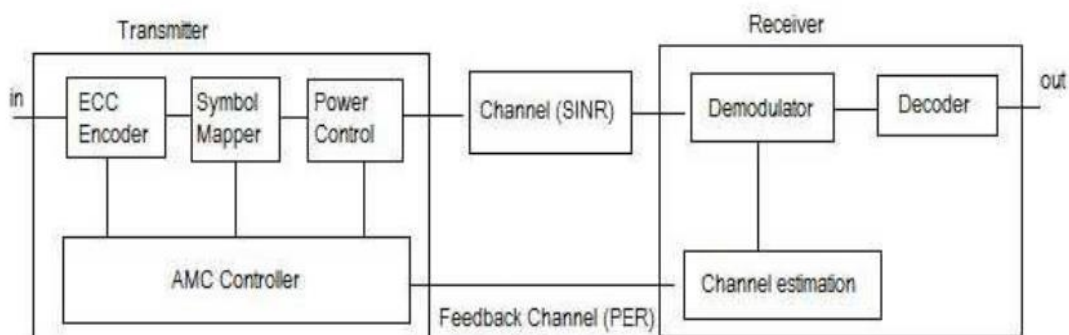 Transmitter
Receiver
in
ECC
Encoder
Symbol
Mapper
Power
Control
Channel (SINR)
Demodulator
Decoder
out
AMC Controller
Channel estimation
Feedback Channel (PER)